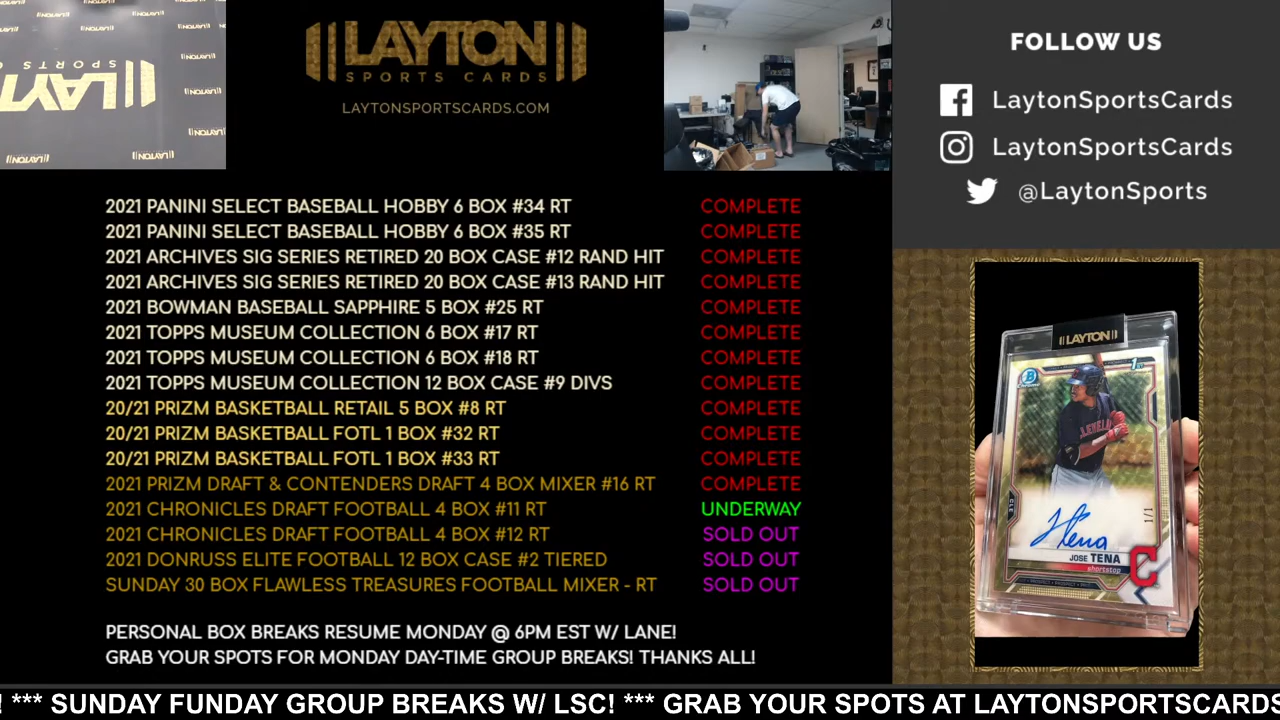 LAYTON
SPORTS CARDS
LAYTONSPORTSCARDS.COM
FOLLOW US
LaytonSportsCards
LaytonSportsCards
@LaytonSports
2021 PANINI SELECT BASEBALL HOBBY 6 BOX #34 RT COMPLETE
2021 PANINI SELECT BASEBALL HOBBY 6 BOX #35 RT COMPLETE
2021 ARCHIVES SIG SERIES RETIRED 20 BOX CASE #12 RAND HIT COMPLETE
2021 ARCHIVES SIG SERIES RETIRED 20 BOX CASE #13 RAND HIT COMPLETE
2021 BOWMAN BASEBALL SAPPHIRE 5 BOX #25 RT COMPLETE
2021 TOPPS MUSEUM COLLECTION 6 BOX #17 RT COMPLETE
2021 TOPPS MUSEUM COLLECTION 6 BOX #18 RT COMPLETE
2021 TOPPS MUSEUM COLLECTION 12 BOX CASE #9 DIVS COMPLETE
20/21 PRIZM BASKETBALL RETAIL 5 BOX #8 RT COMPLETE
20/21 PRIZM BASKETBALL FOTL 1 BOX #32 RT COMPLETE
20/21 PRIZM BASKETBALL FOTL 1 BOX #33 RT COMPLETE
2021 PRIZM DRAFT & CONTENDERS DRAFT 4 BOX MIXER #16 RT COMPLETE
2021 CHRONICLES DRAFT FOOTBALL 4 BOX #11 RT UNDERWAY
2021 CHRONICLES DRAFT FOOTBALL 4 BOX #12 RT SOLD OUT
2021 DONRUSS ELITE FOOTBALL 12 BOX CASE #2 TIERED SOLD OUT
SUNDAY 30 BOX FLAWLESS TREASURES FOOTBALL MIXER - RT SOLD OUT
PERSONAL BOX BREAKS RESUME MONDAY @ 6PM EST W/ LANE!
GRAB YOUR SPOTS FOR MONDAY DAY-TIME GROUP BREAKS! THANKS ALL!
LAYTON
1st
CLE
1/1
JOSE TENA
shortstop
! *** SUNDAY FUNDAY GROUP BREAKS W/ LSC! *** GRAB YOUR SPOTS AT LAYTONSPORTSCARDS